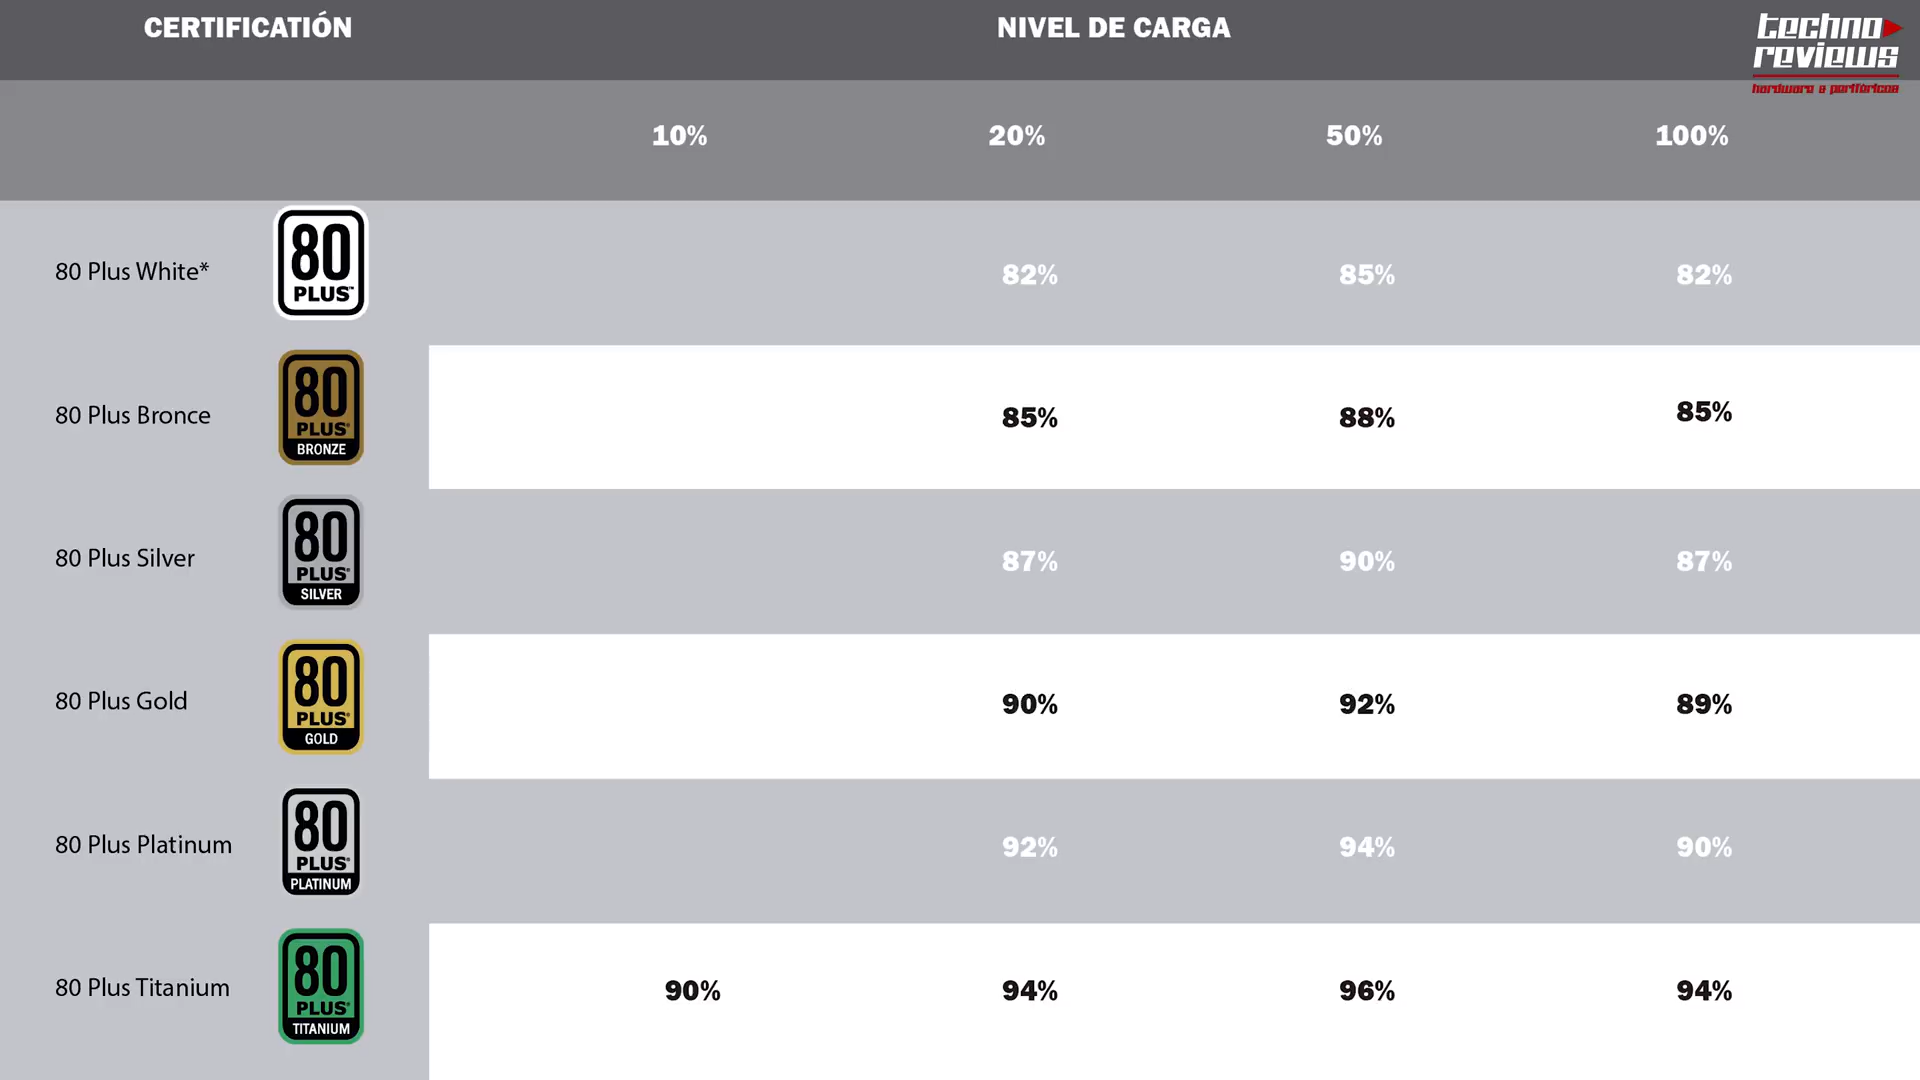 CERTIFICATIÓN NIVEL DE CARGA
techno
reviews
hardware & periféricos
10% 20% 50% 100%
80 Plus White* 80 PLUS™ 82% 85% 82%
80 Plus Bronce 80 PLUS® BRONZE 85% 88% 85%
80 Plus Silver 80 PLUS® SILVER 87% 90% 87%
80 Plus Gold 80 PLUS® GOLD 90% 92% 89%
80 Plus Platinum 80 PLUS® PLATINUM 92% 94% 90%
80 Plus Titanium 80 PLUS® TITANIUM 90% 94% 96% 94%